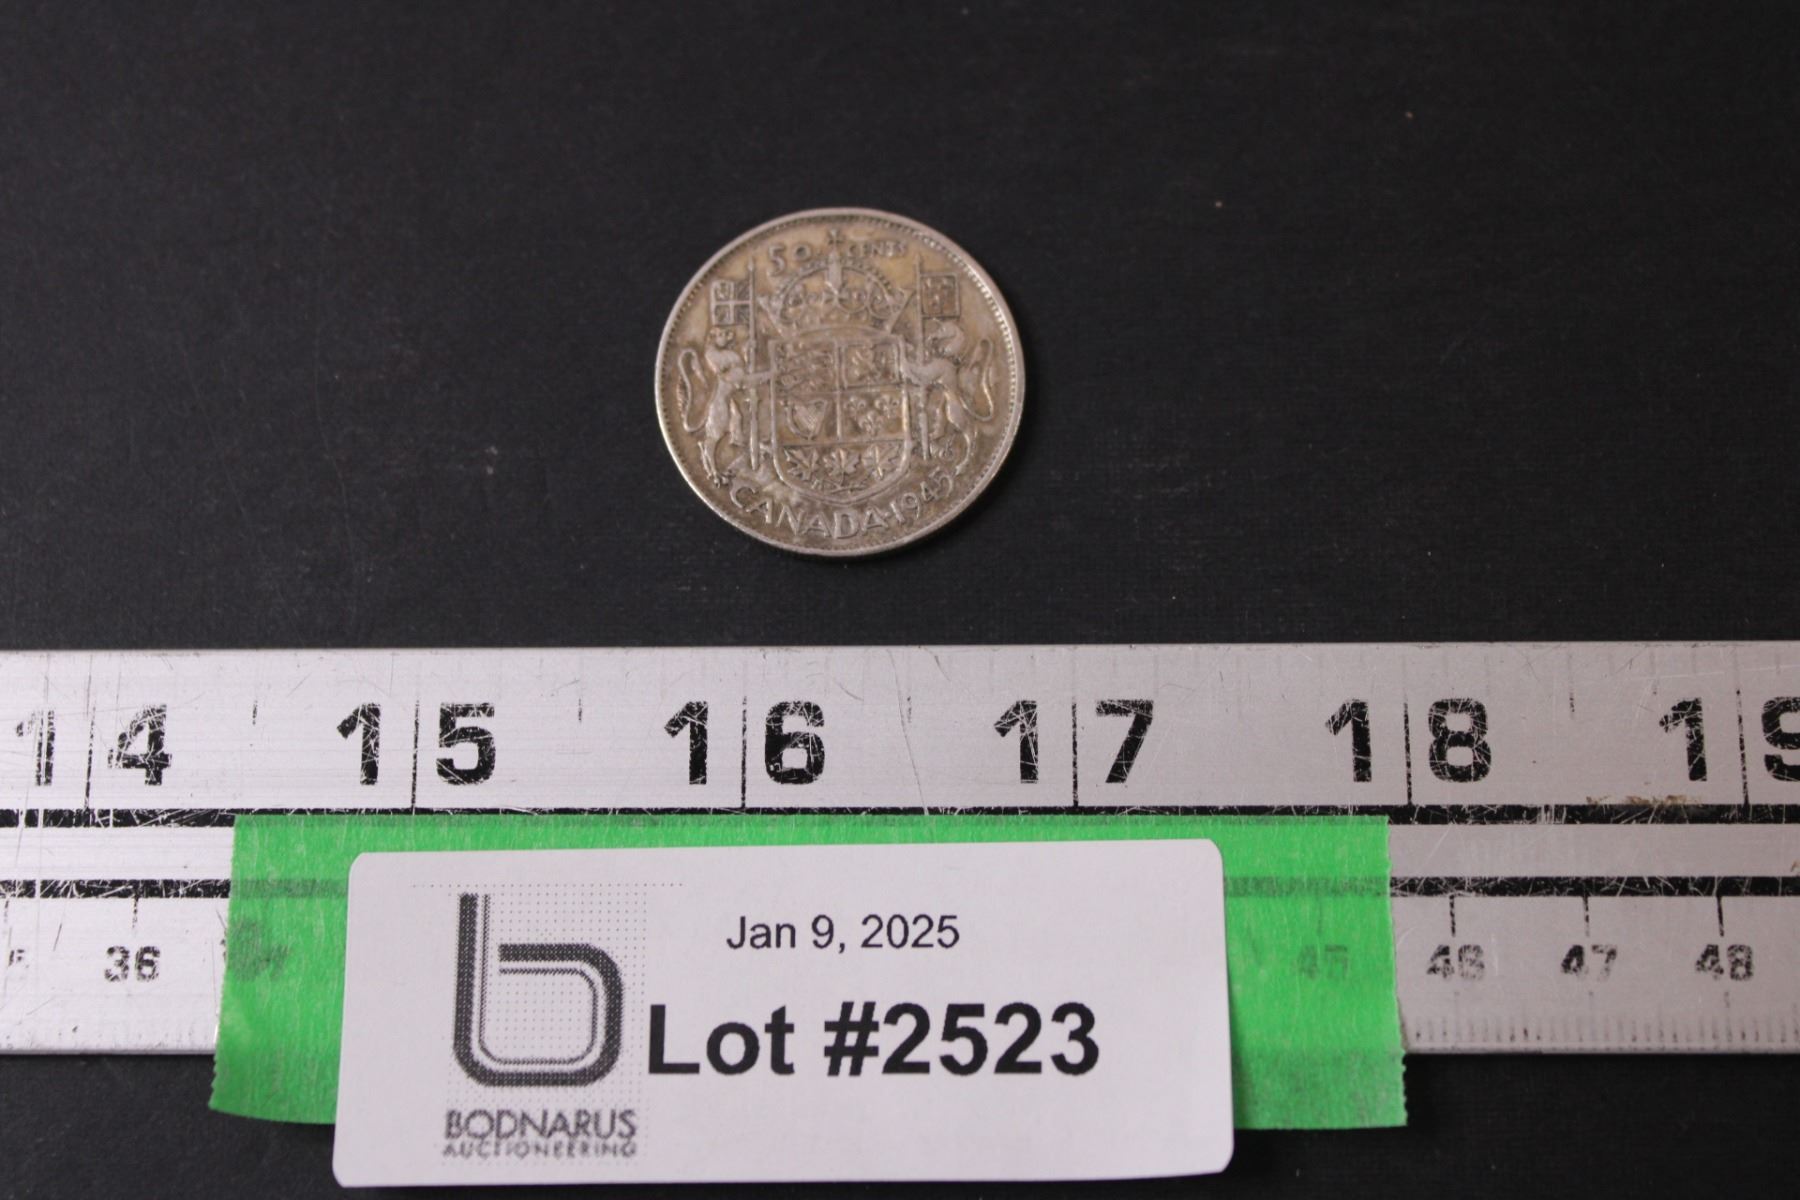 50 CENTS
CANADA·1945
14 15 16 17 18 19
36 45 46 47 48
Jan 9, 2025
Lot #2523
BODNARUS
AUCTIONEERING